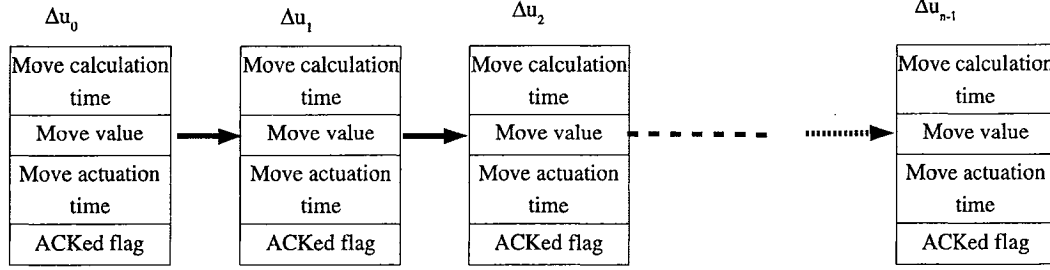 Δu₀ Δu₁ Δu₂ Δuₙ₋₁
Move calculation Move calculation Move calculation Move calculation
time time time time
Move value Move value Move value Move value
Move actuation Move actuation Move actuation Move actuation
time time time time
ACKed flag ACKed flag ACKed flag ACKed flag